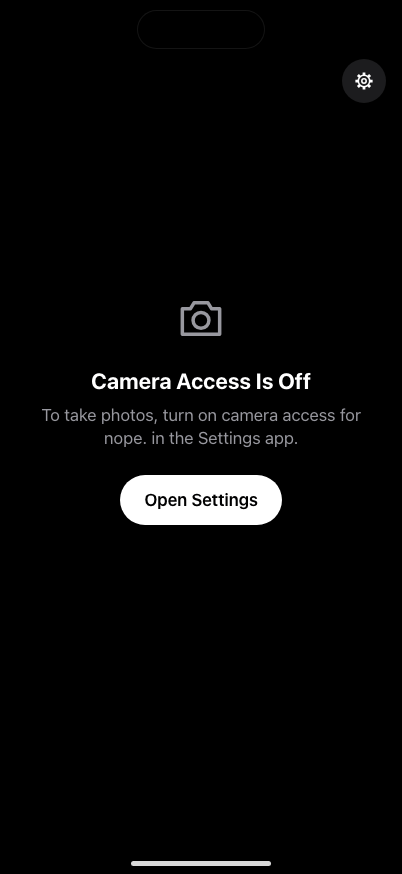 Camera Access Is Off
To take photos, turn on camera access for
nope. in the Settings app.
Open Settings